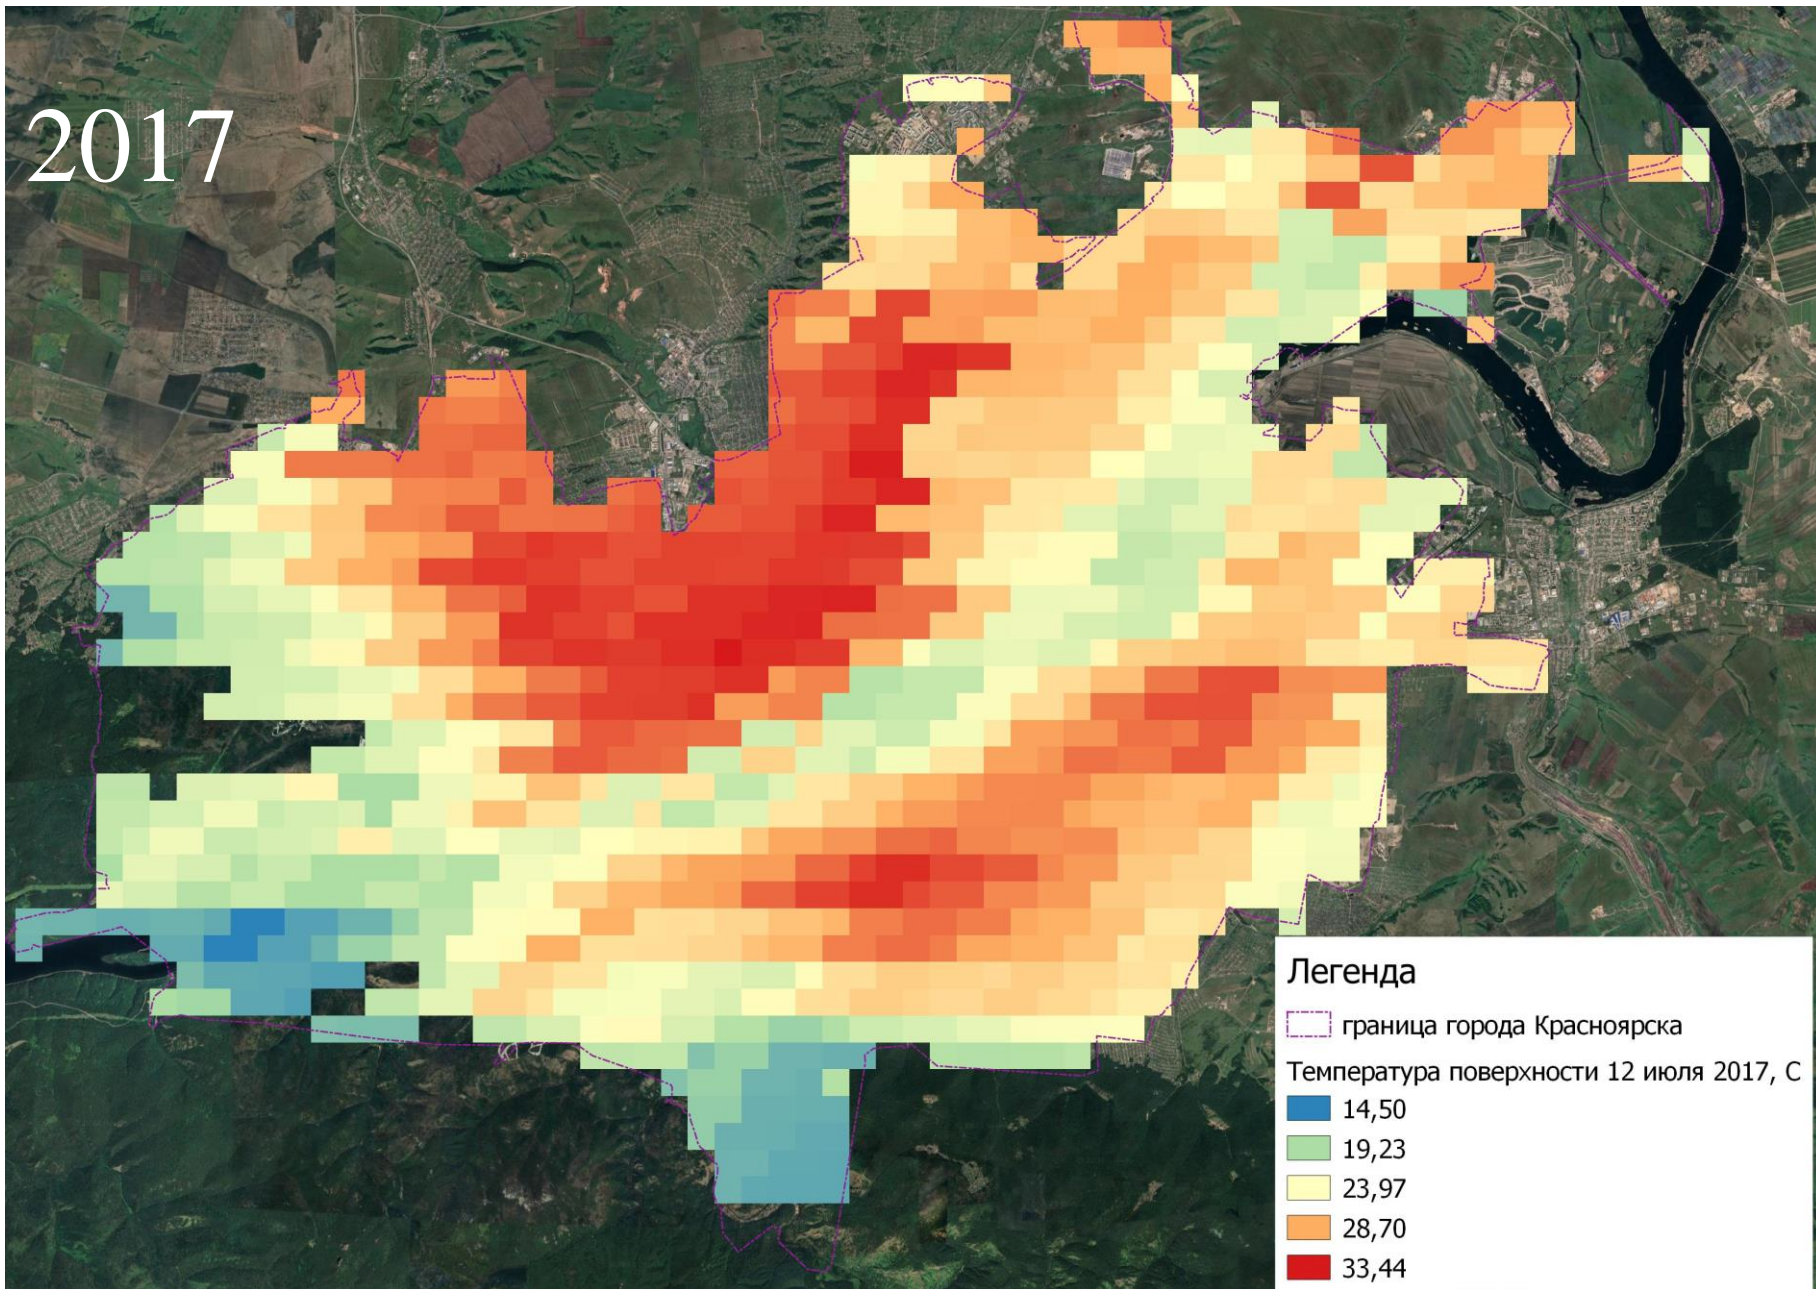 2017
Легенда
граница города Красноярска
Температура поверхности 12 июля 2017, С
14,50
19,23
23,97
28,70
33,44